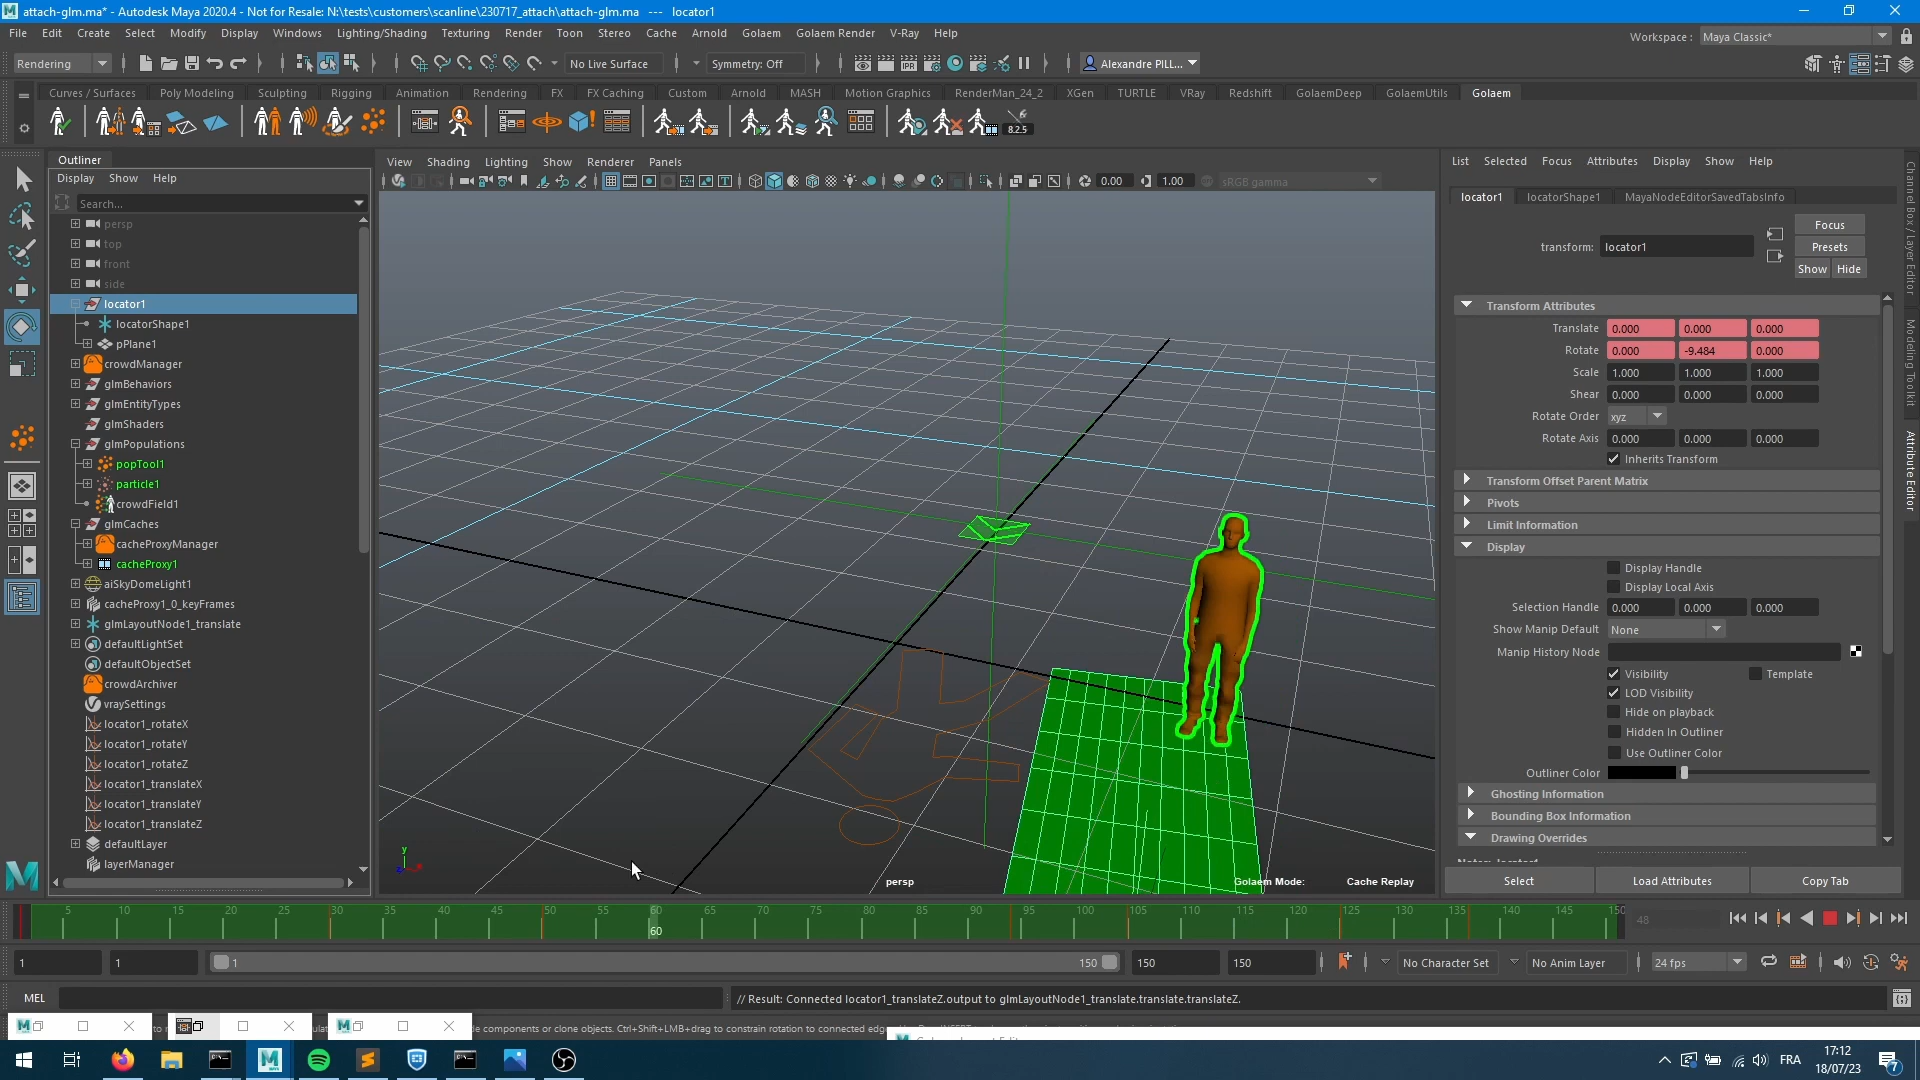 attach-glm.ma* - Autodesk Maya 2020.4 - Not for Resale: N:\tests\customers\scanline\230717_attach\attach-glm.ma --- locator1
File Edit Create Select Modify Display Windows Lighting/Shading Texturing Render Toon Stereo Cache Arnold Golaem Golaem Render V-Ray Help
Workspace : Maya Classic*
Rendering No Live Surface Symmetry: Off Alexandre PILL...
Curves / Surfaces Poly Modeling Sculpting Rigging Animation Rendering FX FX Caching Custom Arnold MASH Motion Graphics RenderMan_24_2 XGen TURTLE VRay Redshift GolaemDeep GolaemUtils Golaem
8.2.5
Outliner
Display Show Help
Search...
persp
top
front
side
locator1
locatorShape1
pPlane1
crowdManager
glmBehaviors
glmEntityTypes
glmShaders
glmPopulations
popTool1
particle1
crowdField1
glmCaches
cacheProxyManager
cacheProxy1
aiSkyDomeLight1
cacheProxy1_0_keyFrames
glmLayoutNode1_translate
defaultLightSet
defaultObjectSet
crowdArchiver
vraySettings
locator1_rotateX
locator1_rotateY
locator1_rotateZ
locator1_translateX
locator1_translateY
locator1_translateZ
defaultLayer
layerManager
View Shading Lighting Show Renderer Panels
0.00 1.00 sRGB gamma
y
persp
Golaem Mode: Cache Replay
List Selected Focus Attributes Display Show Help
locator1 locatorShape1 MayaNodeEditorSavedTabsInfo
transform: locator1
Focus
Presets
Show Hide
Transform Attributes
Translate 0.000 0.000 0.000
Rotate 0.000 -9.484 0.000
Scale 1.000 1.000 1.000
Shear 0.000 0.000 0.000
Rotate Order xyz
Rotate Axis 0.000 0.000 0.000
Inherits Transform
Transform Offset Parent Matrix
Pivots
Limit Information
Display
Display Handle
Display Local Axis
Selection Handle 0.000 0.000 0.000
Show Manip Default None
Manip History Node
Visibility Template
LOD Visibility
Hide on playback
Hidden In Outliner
Use Outliner Color
Outliner Color
Ghosting Information
Bounding Box Information
Drawing Overrides
Select Load Attributes Copy Tab
Channel Box / Layer Editor
Modeling Toolkit
Attribute Editor
5 10 15 20 25 30 35 40 45 50 55 60 65 70 75 80 85 90 95 100 105 110 115 120 125 130 135 140 145 150
60
48
1 1 1 150 150 150 No Character Set No Anim Layer 24 fps
MEL // Result: Connected locator1_translateZ.output to glmLayoutNode1_translate.translate.translateZ.
de components or clone objects. Ctrl+Shift+LMB+drag to constrain rotation to connected edg
FRA
17:12
18/07/23
7